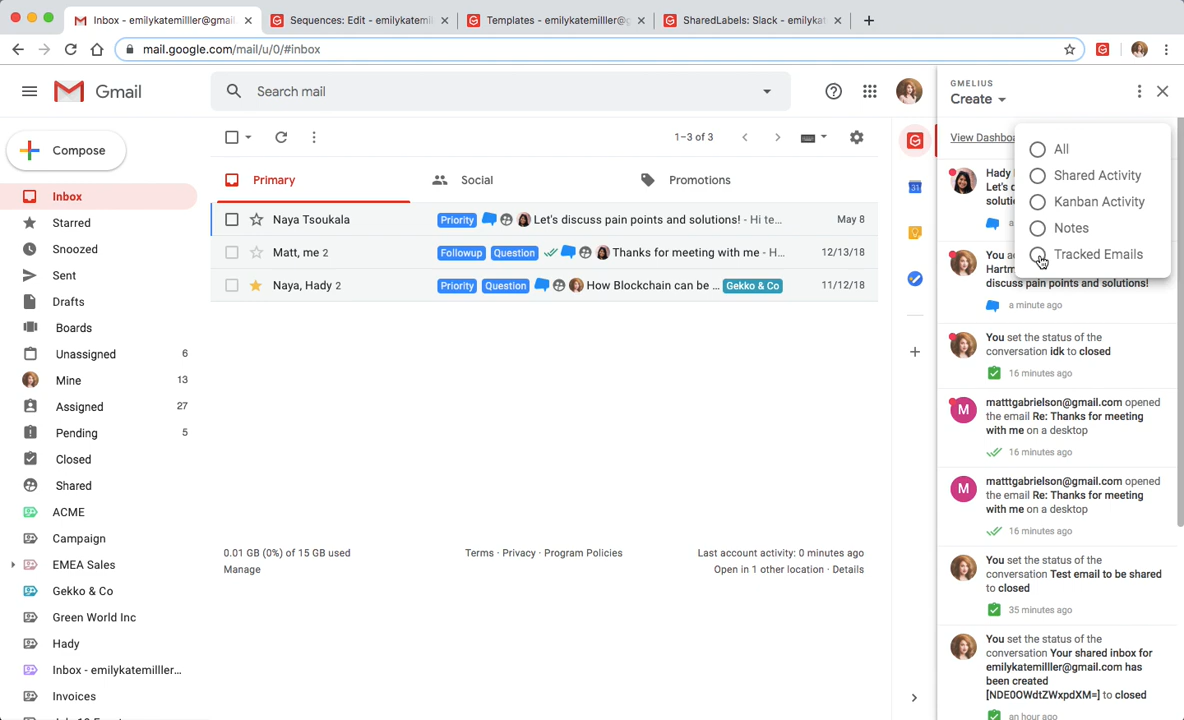 Inbox - emilykatemilller@gmail.
Sequences: Edit - emilykatemill
Templates - emilykatemilller@g
SharedLabels: Slack - emilykat
mail.google.com/mail/u/0/#inbox
Gmail
Search mail
GMELIUS
Create
Compose
1–3 of 3
View Dashboa
Primary
Social
Promotions
All
Shared Activity
Kanban Activity
Notes
Tracked Emails
Inbox
Starred
Snoozed
Sent
Drafts
Boards
Unassigned 6
Mine 13
Assigned 27
Pending 5
Closed
Shared
ACME
Campaign
EMEA Sales
Gekko & Co
Green World Inc
Hady
Inbox - emilykatemilller...
Invoices
Naya Tsoukala Priority Let's discuss pain points and solutions! - Hi te... May 8
Matt, me 2 Followup Question Thanks for meeting with me - H... 12/13/18
Naya, Hady 2 Priority Question How Blockchain can be ... Gekko & Co 11/12/18
0.01 GB (0%) of 15 GB used
Manage
Terms · Privacy · Program Policies
Last account activity: 0 minutes ago
Open in 1 other location · Details
31
Hady
Let's d
soluti
a
You a
Hartm
discuss pain points and solutions!
a minute ago
You set the status of the
conversation idk to closed
16 minutes ago
M
matttgabrielson@gmail.com opened
the email Re: Thanks for meeting
with me on a desktop
16 minutes ago
M
matttgabrielson@gmail.com opened
the email Re: Thanks for meeting
with me on a desktop
16 minutes ago
You set the status of the
conversation Test email to be shared
to closed
35 minutes ago
You set the status of the
conversation Your shared inbox for
emilykatemilller@gmail.com has
been created
[NDE0OWdtZWxpdXM=] to closed
an hour ago